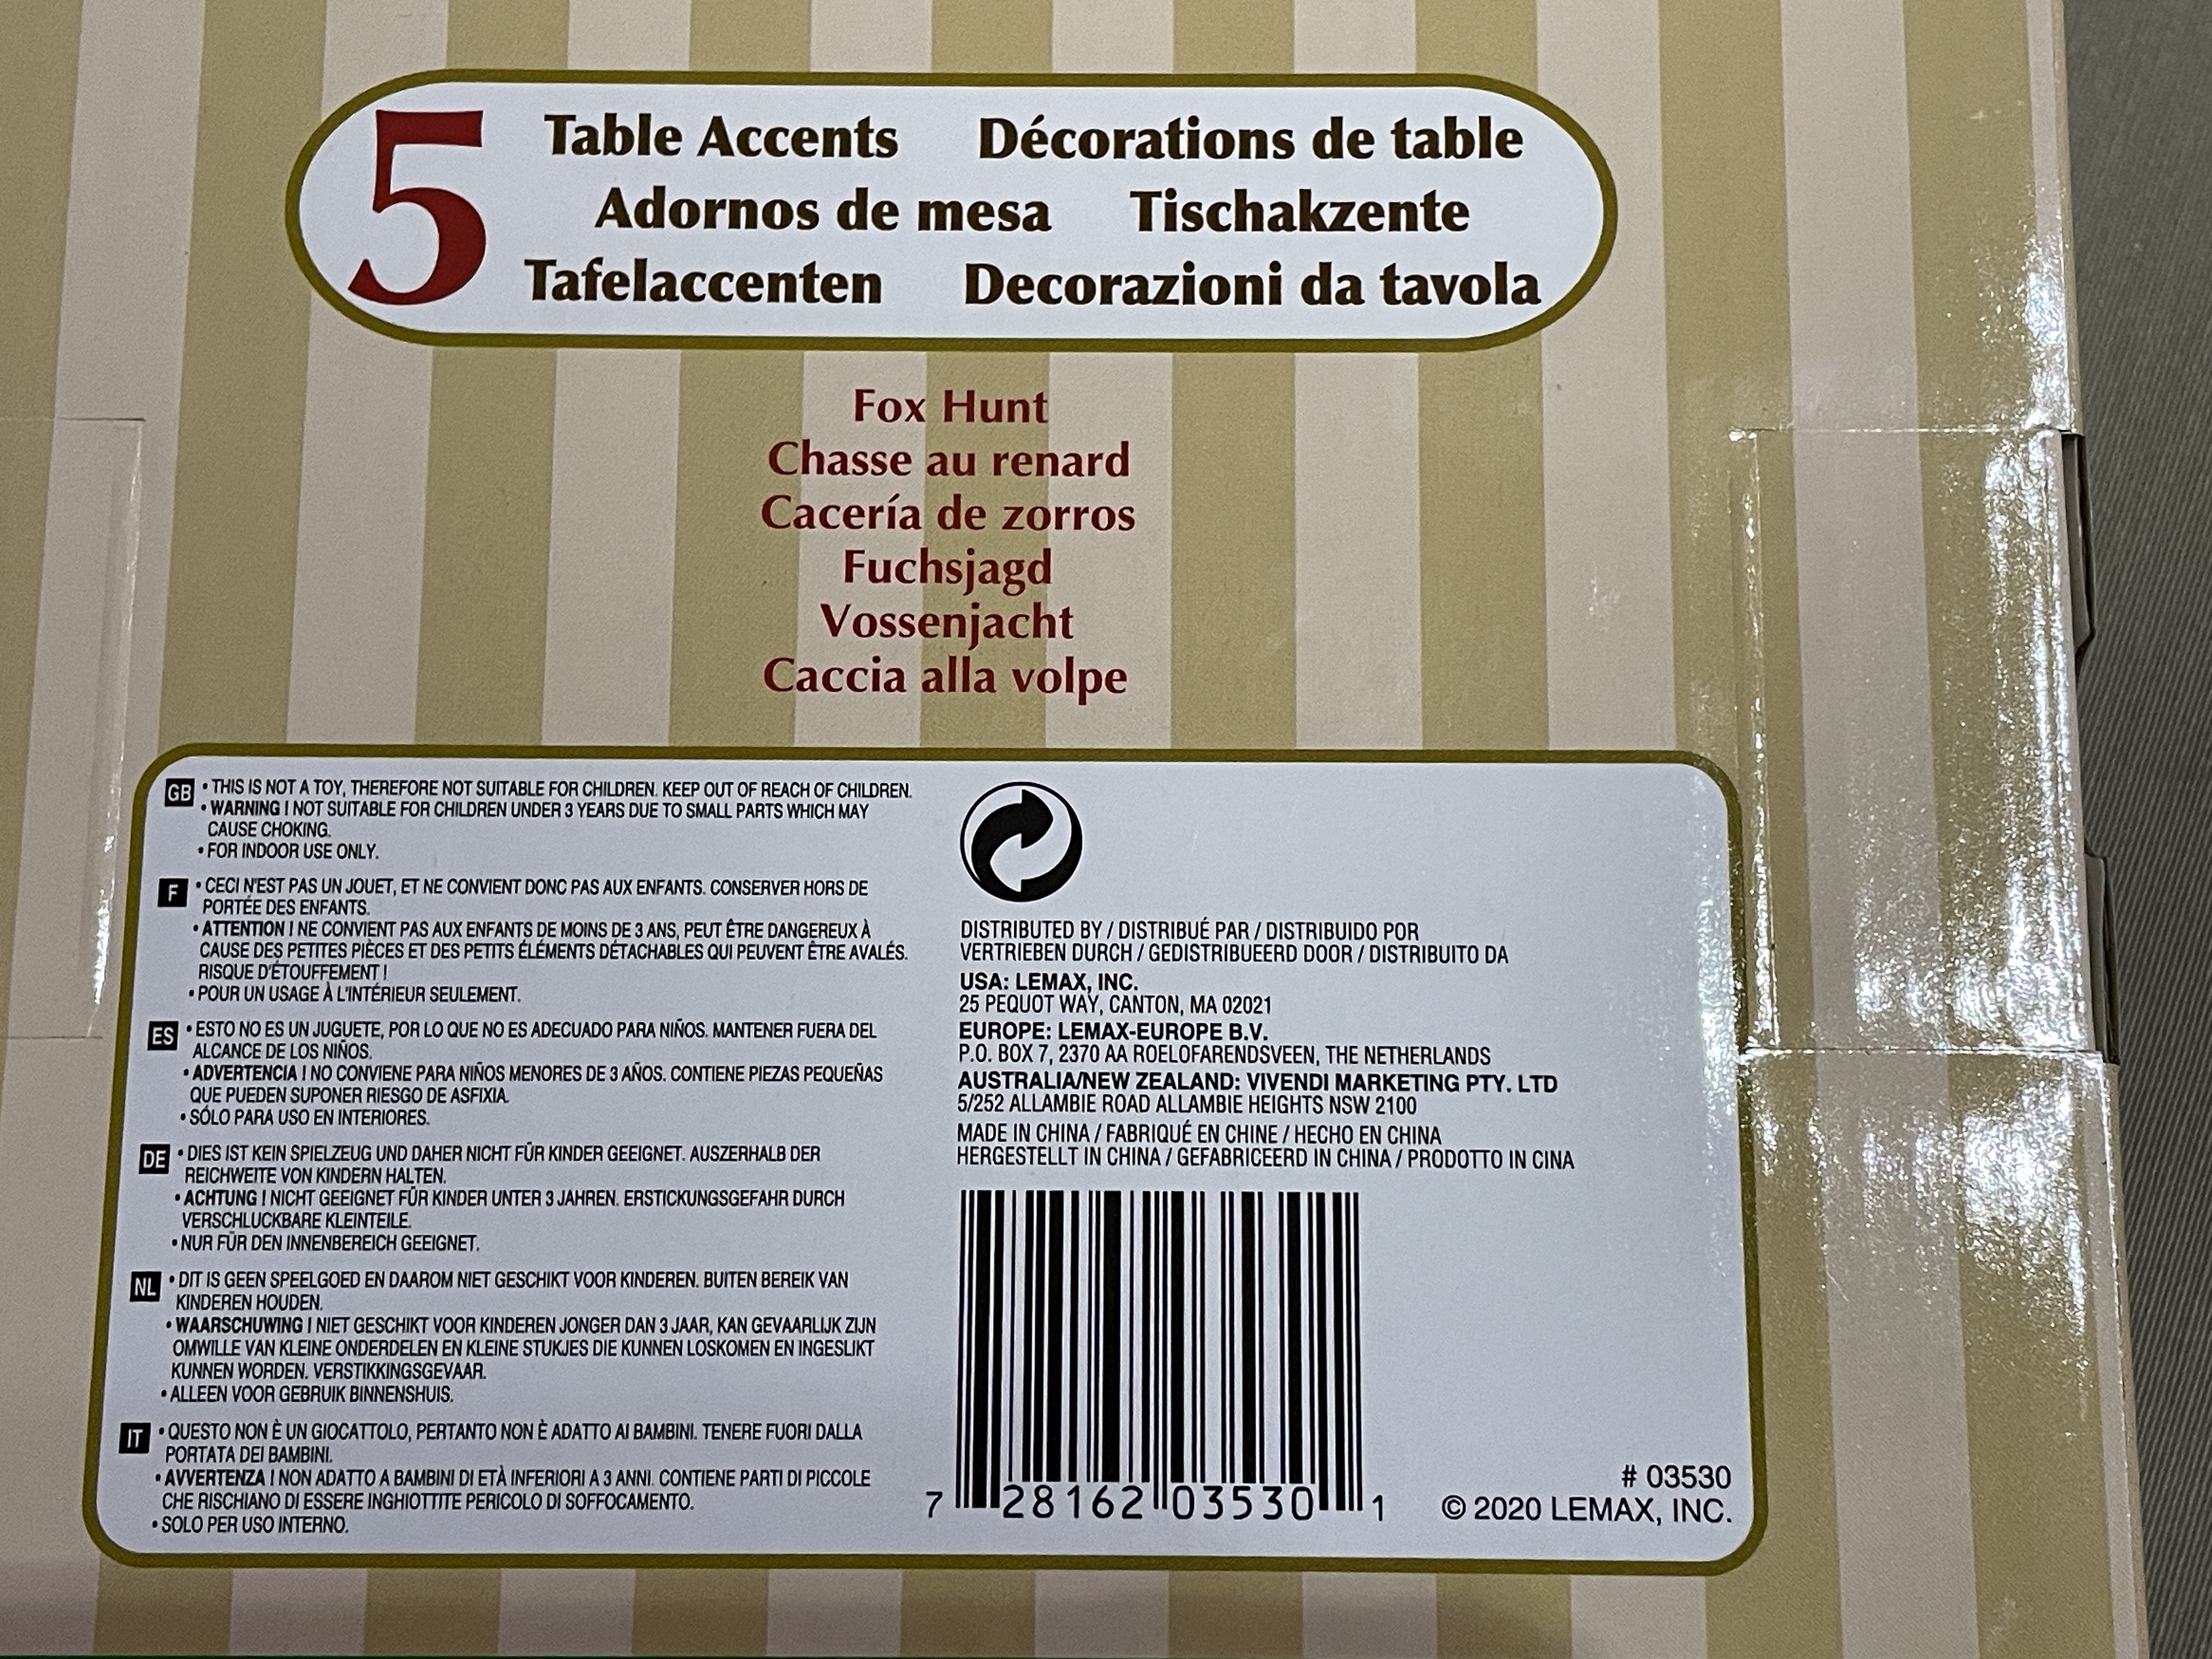 5
Table Accents Décorations de table
Adornos de mesa Tischakzente
Tafelaccenten Decorazioni da tavola
Fox Hunt
Chasse au renard
Cacería de zorros
Fuchsjagd
Vossenjacht
Caccia alla volpe
GB • THIS IS NOT A TOY, THEREFORE NOT SUITABLE FOR CHILDREN. KEEP OUT OF REACH OF CHILDREN.
• WARNING ! NOT SUITABLE FOR CHILDREN UNDER 3 YEARS DUE TO SMALL PARTS WHICH MAY
CAUSE CHOKING.
• FOR INDOOR USE ONLY.
F • CECI N'EST PAS UN JOUET, ET NE CONVIENT DONC PAS AUX ENFANTS. CONSERVER HORS DE
PORTÉE DES ENFANTS.
• ATTENTION ! NE CONVIENT PAS AUX ENFANTS DE MOINS DE 3 ANS, PEUT ÊTRE DANGEREUX À
CAUSE DES PETITES PIÈCES ET DES PETITS ÉLÉMENTS DÉTACHABLES QUI PEUVENT ÊTRE AVALÉS.
RISQUE D'ÉTOUFFEMENT !
• POUR UN USAGE À L'INTÉRIEUR SEULEMENT.
ES • ESTO NO ES UN JUGUETE, POR LO QUE NO ES ADECUADO PARA NIÑOS. MANTENER FUERA DEL
ALCANCE DE LOS NIÑOS.
• ADVERTENCIA ! NO CONVIENE PARA NIÑOS MENORES DE 3 AÑOS. CONTIENE PIEZAS PEQUEÑAS
QUE PUEDEN SUPONER RIESGO DE ASFIXIA.
• SÓLO PARA USO EN INTERIORES.
DE • DIES IST KEIN SPIELZEUG UND DAHER NICHT FÜR KINDER GEEIGNET. AUSZERHALB DER
REICHWEITE VON KINDERN HALTEN.
• ACHTUNG ! NICHT GEEIGNET FÜR KINDER UNTER 3 JAHREN. ERSTICKUNGSGEFAHR DURCH
VERSCHLUCKBARE KLEINTEILE.
• NUR FÜR DEN INNENBEREICH GEEIGNET.
NL • DIT IS GEEN SPEELGOED EN DAAROM NIET GESCHIKT VOOR KINDEREN. BUITEN BEREIK VAN
KINDEREN HOUDEN.
• WAARSCHUWING ! NIET GESCHIKT VOOR KINDEREN JONGER DAN 3 JAAR, KAN GEVAARLIJK ZIJN
OMWILLE VAN KLEINE ONDERDELEN EN KLEINE STUKJES DIE KUNNEN LOSKOMEN EN INGESLIKT
KUNNEN WORDEN. VERSTIKKINGSGEVAAR.
• ALLEEN VOOR GEBRUIK BINNENSHUIS.
IT • QUESTO NON È UN GIOCATTOLO, PERTANTO NON È ADATTO AI BAMBINI. TENERE FUORI DALLA
PORTATA DEI BAMBINI.
• AVVERTENZA ! NON ADATTO A BAMBINI DI ETÀ INFERIORI A 3 ANNI. CONTIENE PARTI DI PICCOLE
CHE RISCHIANO DI ESSERE INGHIOTTITE PERICOLO DI SOFFOCAMENTO.
• SOLO PER USO INTERNO.
DISTRIBUTED BY / DISTRIBUÉ PAR / DISTRIBUIDO POR
VERTRIEBEN DURCH / GEDISTRIBUEERD DOOR / DISTRIBUITO DA
USA: LEMAX, INC.
25 PEQUOT WAY, CANTON, MA 02021
EUROPE: LEMAX-EUROPE B.V.
P.O. BOX 7, 2370 AA ROELOFARENDSVEEN, THE NETHERLANDS
AUSTRALIA/NEW ZEALAND: VIVENDI MARKETING PTY. LTD
5/252 ALLAMBIE ROAD ALLAMBIE HEIGHTS NSW 2100
MADE IN CHINA / FABRIQUÉ EN CHINE / HECHO EN CHINA
HERGESTELLT IN CHINA / GEFABRICEERD IN CHINA / PRODOTTO IN CINA
7 28162 03530 1
# 03530
© 2020 LEMAX, INC.